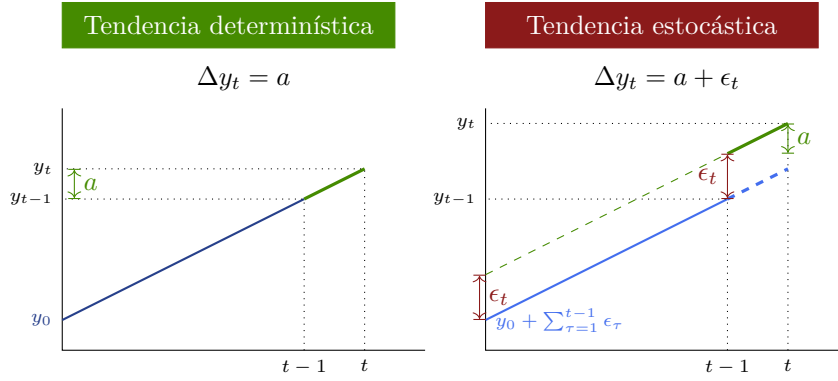 Tendencia determinística
Δy_t = a
y_t
y_{t−1}
a
y_0
t − 1
t
Tendencia estocástica
Δy_t = a + ϵ_t
y_t
a
ϵ_t
y_{t−1}
ϵ_t
y_0 + ∑_{τ=1}^{t−1} ϵ_τ
t − 1
t